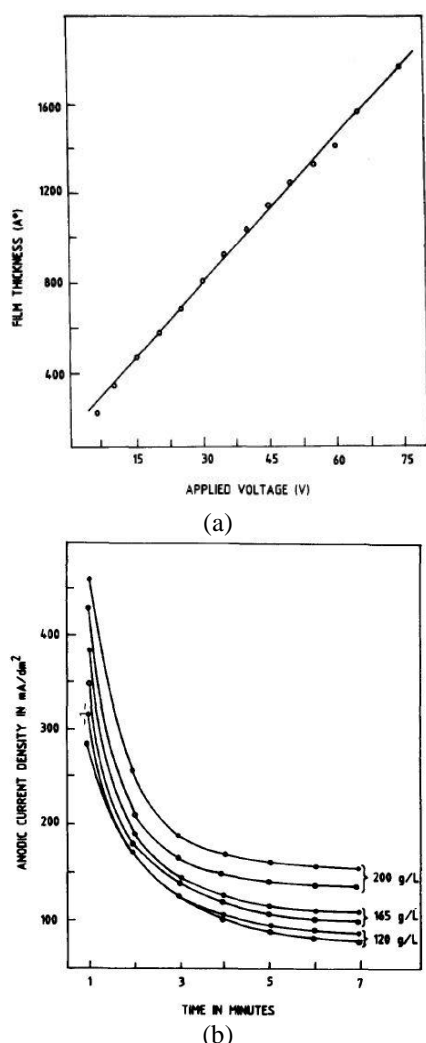 1600
1200
800
400
FILM THICKNESS (A°)
15 30 45 60 75
APPLIED VOLTAGE (V)
(a)
400
300
200
100
ANODIC CURRENT DENSITY IN mA/dm²
200 g/L
165 g/L
120 g/L
1 3 5 7
TIME IN MINUTES
(b)